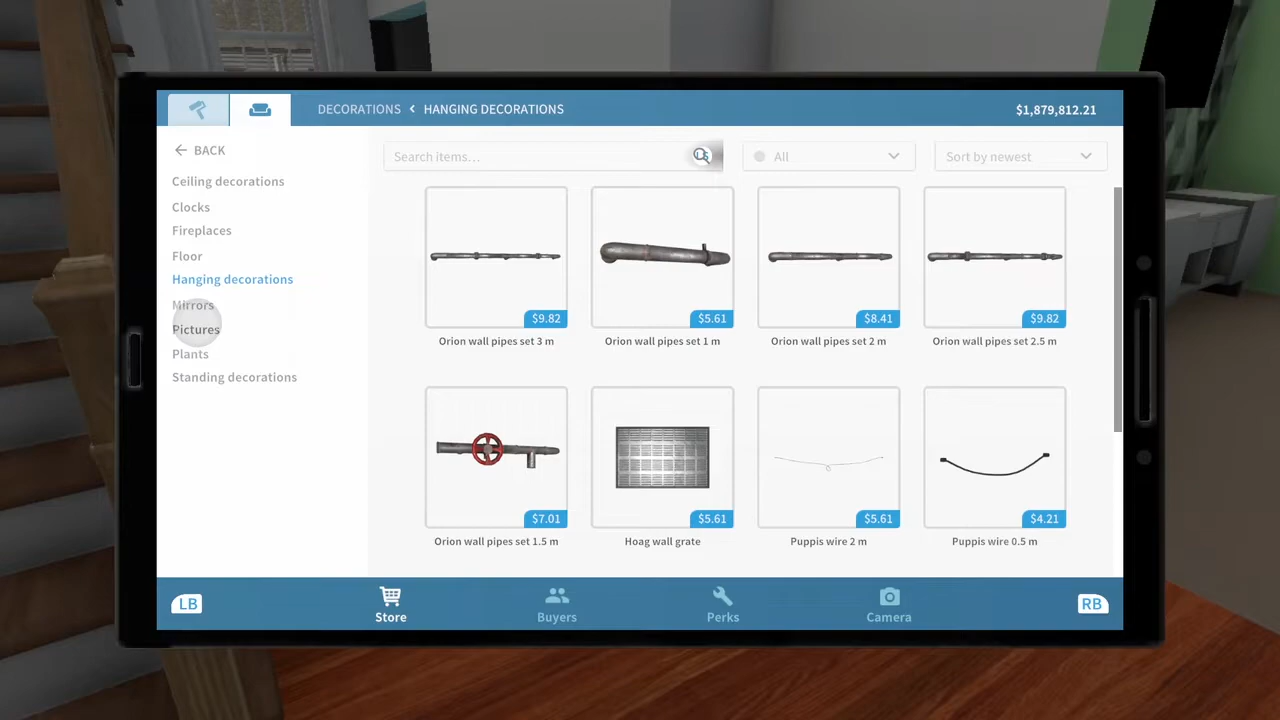 DECORATIONS < HANGING DECORATIONS
$1,879,812.21
BACK
Ceiling decorations
Clocks
Fireplaces
Floor
Hanging decorations
Mirrors
Pictures
Plants
Standing decorations
Search items...
All
Sort by newest
$9.82
$5.61
$8.41
$9.82
Orion wall pipes set 3 m
Orion wall pipes set 1 m
Orion wall pipes set 2 m
Orion wall pipes set 2.5 m
$7.01
$5.61
$5.61
$4.21
Orion wall pipes set 1.5 m
Hoag wall grate
Puppis wire 2 m
Puppis wire 0.5 m
LB
Store
Buyers
Perks
Camera
RB